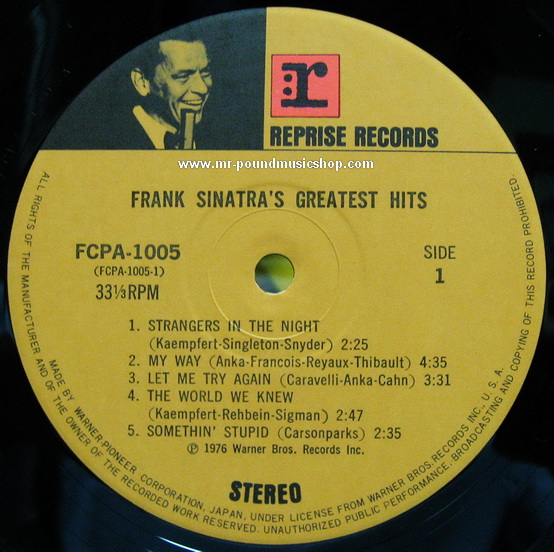 r
REPRISE RECORDS
www.mr-poundmusicshop.com
FRANK SINATRA'S GREATEST HITS
FCPA-1005
(FCPA-1005-1)
33⅓RPM
SIDE
1
1. STRANGERS IN THE NIGHT
(Kaempfert-Singleton-Snyder) 2:25
2. MY WAY (Anka-Francois-Reyaux-Thibault) 4:35
3. LET ME TRY AGAIN (Caravelli-Anka-Cahn) 3:31
4. THE WORLD WE KNEW
(Kaempfert-Rehbein-Sigman) 2:47
5. SOMETHIN' STUPID (Carsonparks) 2:35
℗ 1976 Warner Bros. Records Inc.
STEREO
MADE BY WARNER-PIONEER CORPORATION, JAPAN, UNDER LICENSE FROM WARNER BROS. RECORDS INC., U.S.A.
ALL RIGHTS OF THE MANUFACTURER AND OF THE OWNER OF THE RECORDED WORK RESERVED. UNAUTHORIZED PUBLIC PERFORMANCE, BROADCASTING AND COPYING OF THIS RECORD PROHIBITED.